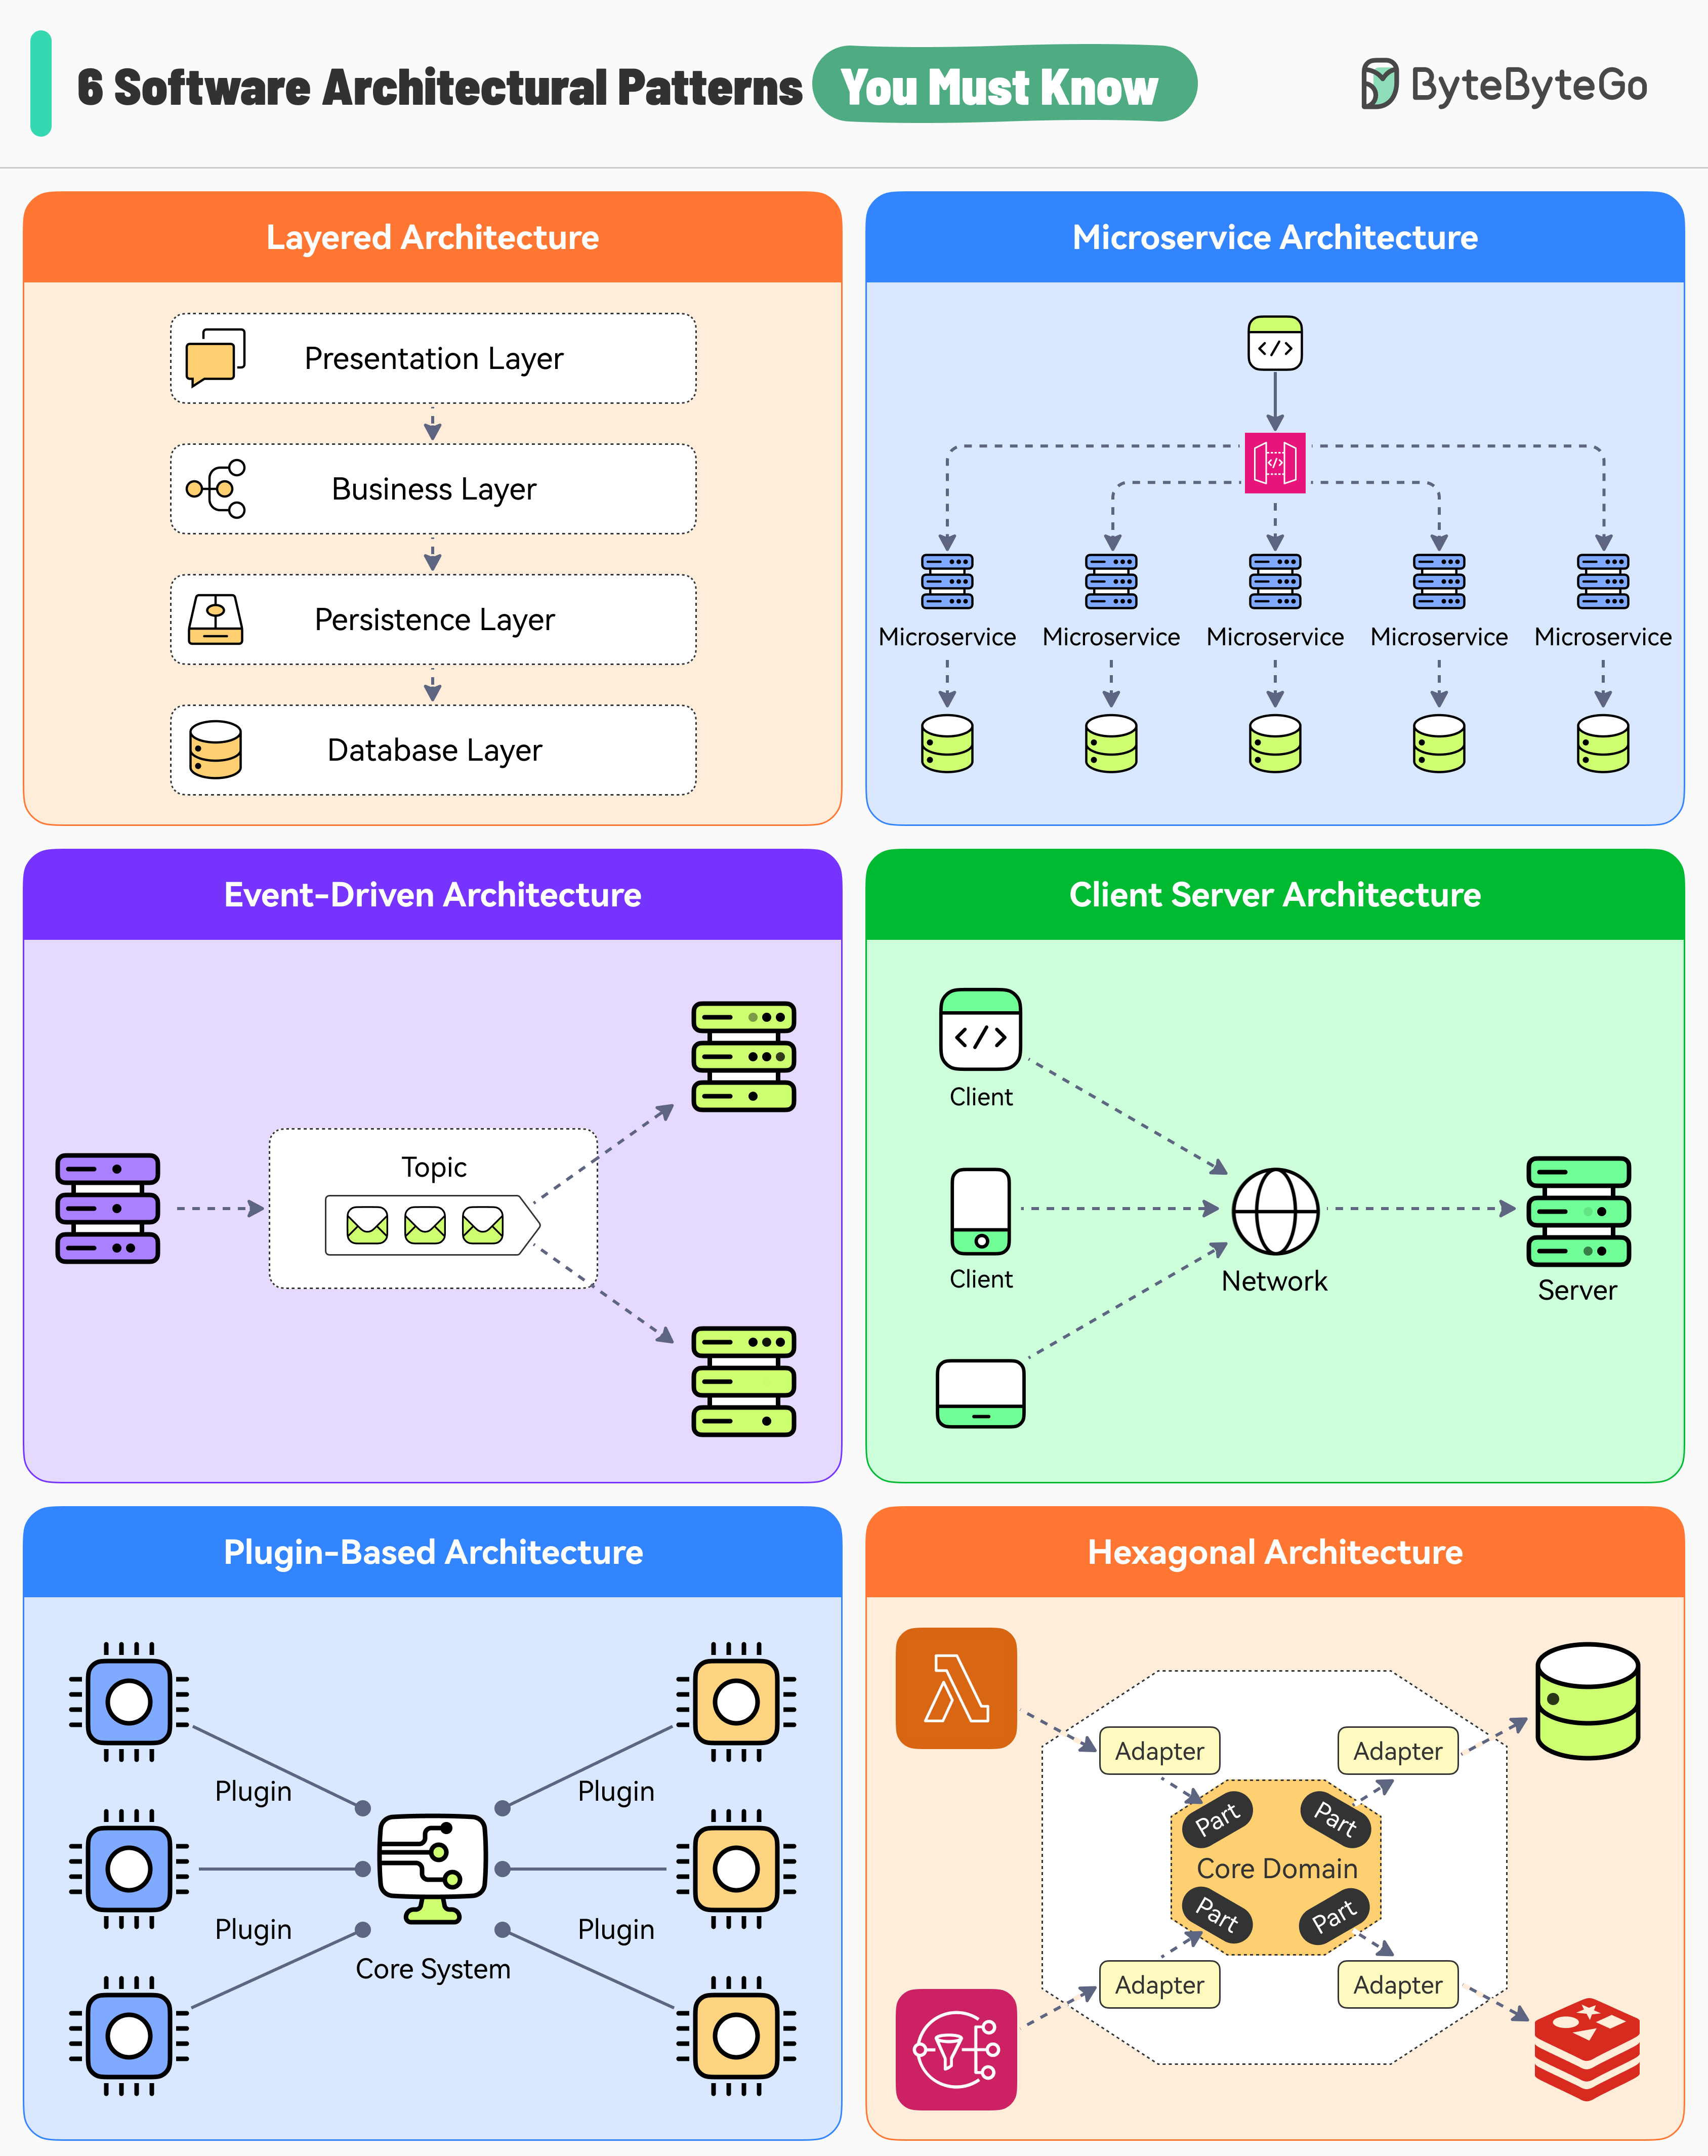 6 Software Architectural Patterns You Must Know
ByteByteGo
Layered Architecture
Presentation Layer
Business Layer
Persistence Layer
Database Layer
Microservice Architecture
</>
</>
Microservice Microservice Microservice Microservice Microservice
Event-Driven Architecture
Topic
Client Server Architecture
</>
Client
Client
Network
Server
Plugin-Based Architecture
Plugin Plugin
Plugin Plugin
Core System
Hexagonal Architecture
Adapter Adapter
Part Part
Core Domain
Part Part
Adapter Adapter